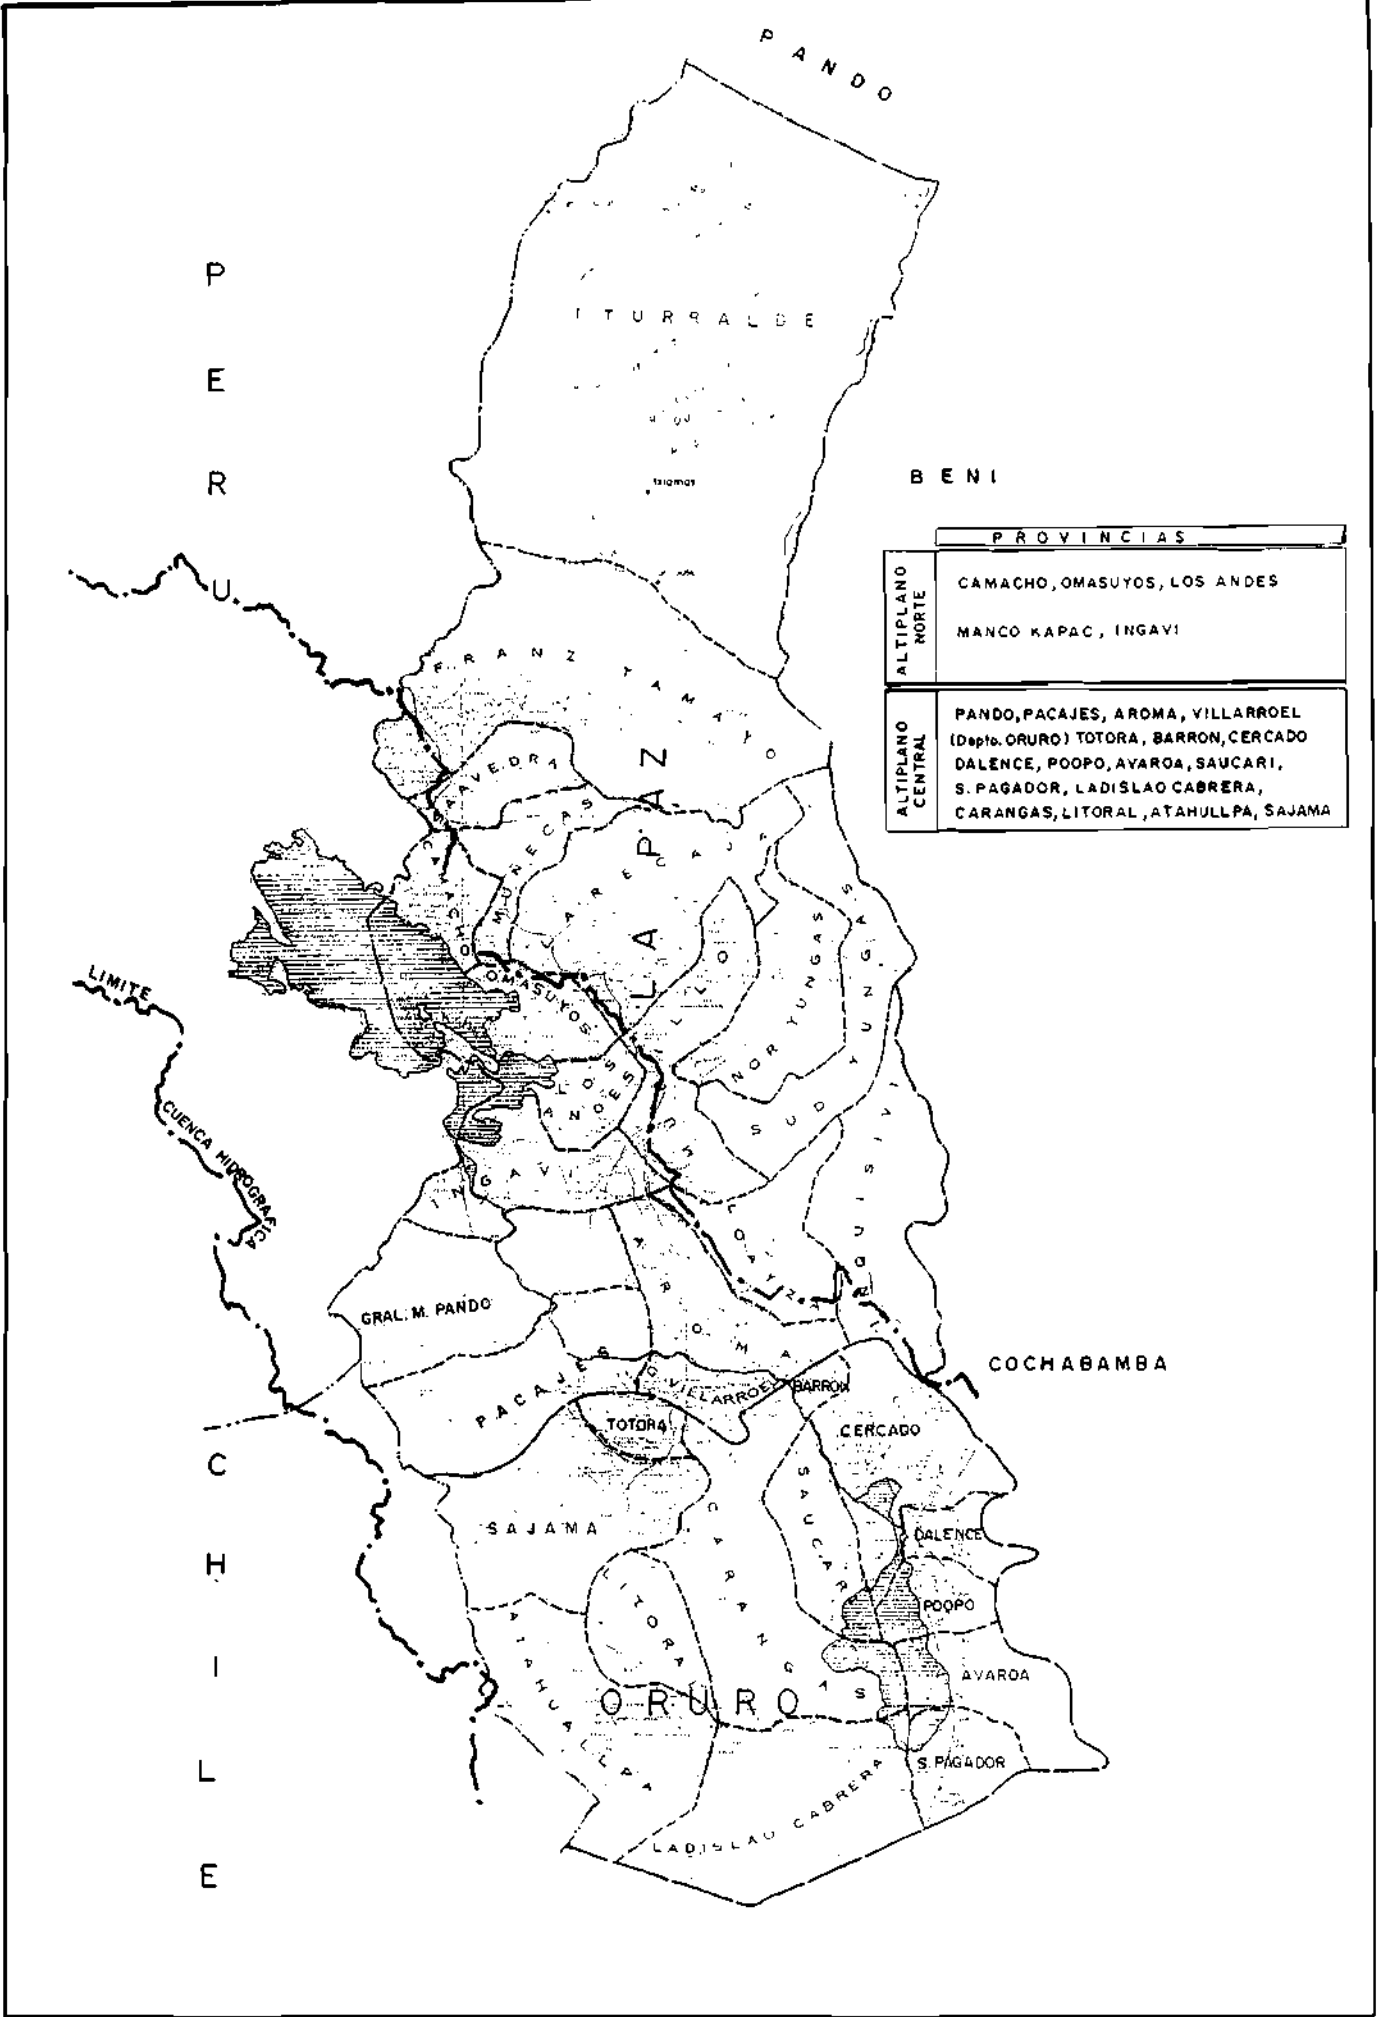 PANDO
PERU
ITURRALDE
Ixiamas
BENI
PROVINCIAS
ALTIPLANO NORTE
CAMACHO, OMASUYOS, LOS ANDES
MANCO KAPAC, INGAVI
ALTIPLANO CENTRAL
PANDO, PACAJES, AROMA, VILLARROEL
(Depto. ORURO) TOTORA, BARRON, CERCADO
DALENCE, POOPO, AVAROA, SAUCARI,
S. PAGADOR, LADISLAO CABRERA,
CARANGAS, LITORAL, ATAHULLPA, SAJAMA
FRANZ TAMAYO
SAAVEDRA
MUÑECAS
CAMACHO
LARECAJA
LA PAZ
OMASUYOS
LOS ANDES
NOR YUNGAS
SUD YUNGAS
INGAVI
LIMITE
CUENCA HIDROGRAFICA
LOAYZA
INQUISIVI
AROMA
GRAL. M. PANDO
PACAJES
G. VILLARROEL
BARRON
TOTORA
COCHABAMBA
CERCADO
CHILE
SAJAMA
CARANGAS
SAUCARI
DALENCE
POOPO
LITORAL
ATAHUALLPA
AVAROA
ORURO
S. PAGADOR
LADISLAO CABRERA